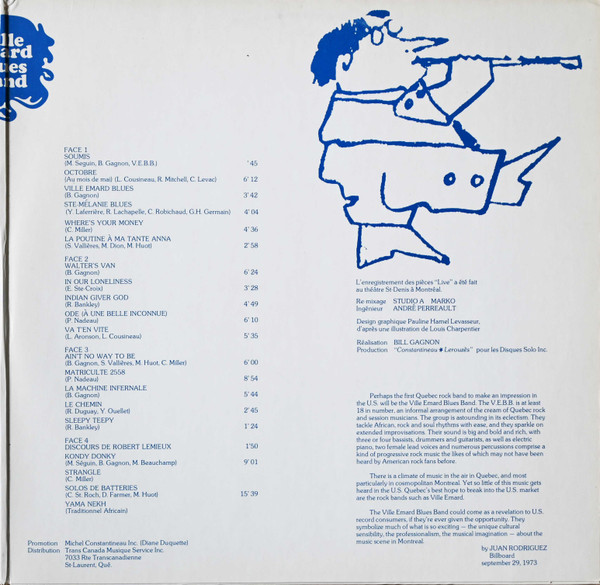 lle
ard
ues
and
FACE 1
SOUMIS
(M. Seguin, B. Gagnon, V.E.B.B.) '45
OCTOBRE
(Au mois de mai) (L. Cousineau, R. Mitchell, C. Levac) 6'12
VILLE EMARD BLUES
(B. Gagnon) 3'42
STE-MÉLANIE BLUES
(Y. Laferrière, R. Lachapelle, C. Robichaud, G.H. Germain) 4'04
WHERE'S YOUR MONEY
(C. Miller) 4'36
LA POUTINE À MA TANTE ANNA
(S. Vallières, M. Dion, M. Huot) 2'58
FACE 2
WALTER'S VAN
(B. Gagnon) 6'24
IN OUR LONELINESS
(E. Ste-Croix) 3'28
INDIAN GIVER GOD
(R. Bankley) 4'49
ODE (À UNE BELLE INCONNUE)
(P. Nadeau) 6'10
VA T'EN VITE
(L. Aronson, L. Cousineau) 5'35
FACE 3
AIN'T NO WAY TO BE
(B. Gagnon, S. Vallières, M. Huot, C. Miller) 6'00
MATRICULTE 2558
(P. Nadeau) 8'54
LA MACHINE INFERNALE
(B. Gagnon) 5'44
LE CHEMIN
(R. Duguay, Y. Ouellet) 2'45
SLEEPY TEEPY
(R. Bankley) 1'24
FACE 4
DISCOURS DE ROBERT LEMIEUX 1'50
KONDY DONKY
(M. Séguin, B. Gagnon, M. Beauchamp) 9'01
STRANGLE
(C. Miller)
SOLOS DE BATTERIES
(C. St. Roch, D. Farmer, M. Huot) 15'39
YAMA NEKH
(Traditionnel Africain)
Promotion Michel Constantineau Inc. (Diane Duquette)
Distribution Trans Canada Musique Service Inc.
7033 Rte Transcanadienne
St Laurent, Qué.
L'enregistrement des pièces "Live" a été fait
au théâtre St Denis à Montréal.
Re mixage STUDIO A MARKO
Ingénieur ANDRÉ PERREAULT
Design graphique Pauline Hamel Levasseur,
d'après une illustration de Louis Charpentier
Réalisation BILL GAGNON
Production "Constantineau ♦ Lerouzès" pour les Disques Solo Inc.
Perhaps the first Quebec rock band to make an impression in
the U.S. will be the Ville Emard Blues Band. The V.E.B.B. is at least
18 in number, an informal arrangement of the cream of Quebec rock
and session musicians. The group is astounding in its eclectism. They
tackle African, rock and soul rhythms with ease, and they sparkle on
extended improvisations. Their sound is big and bold and rich, with
three or four bassists, drummers and guitarists, as well as electric
piano, two female lead voices and numerous percussions comprise a
kind of progressive rock music the likes of which may not have been
heard by American rock fans before.
There is a climate of music in the air in Quebec, and most
particularly in cosmopolitan Montreal. Yet so little of this music gets
heard in the U.S. Quebec's best hope to break into the U.S. market
are the rock bands such as Ville Emard.
The Ville Emard Blues Band could come as a revelation to U.S.
record consumers, if they're ever given the opportunity. They
symbolize much of what is so exciting — the unique cultural
sensibility, the professionalism, the musical imagination — about the
music scene in Montreal.
by JUAN RODRIGUEZ
Billboard
september 29, 1973